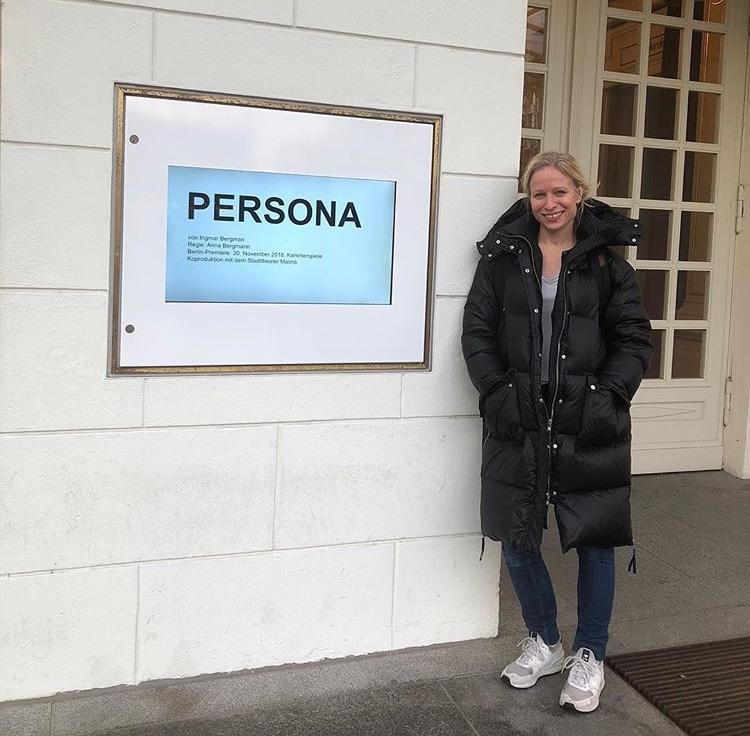 PERSONA
von Ingmar Bergman
Regie: Anna Bergmann
Berlin-Premiere: 30. November 2018, Kammerspiele
Koproduktion mit dem Stadttheater Malmö